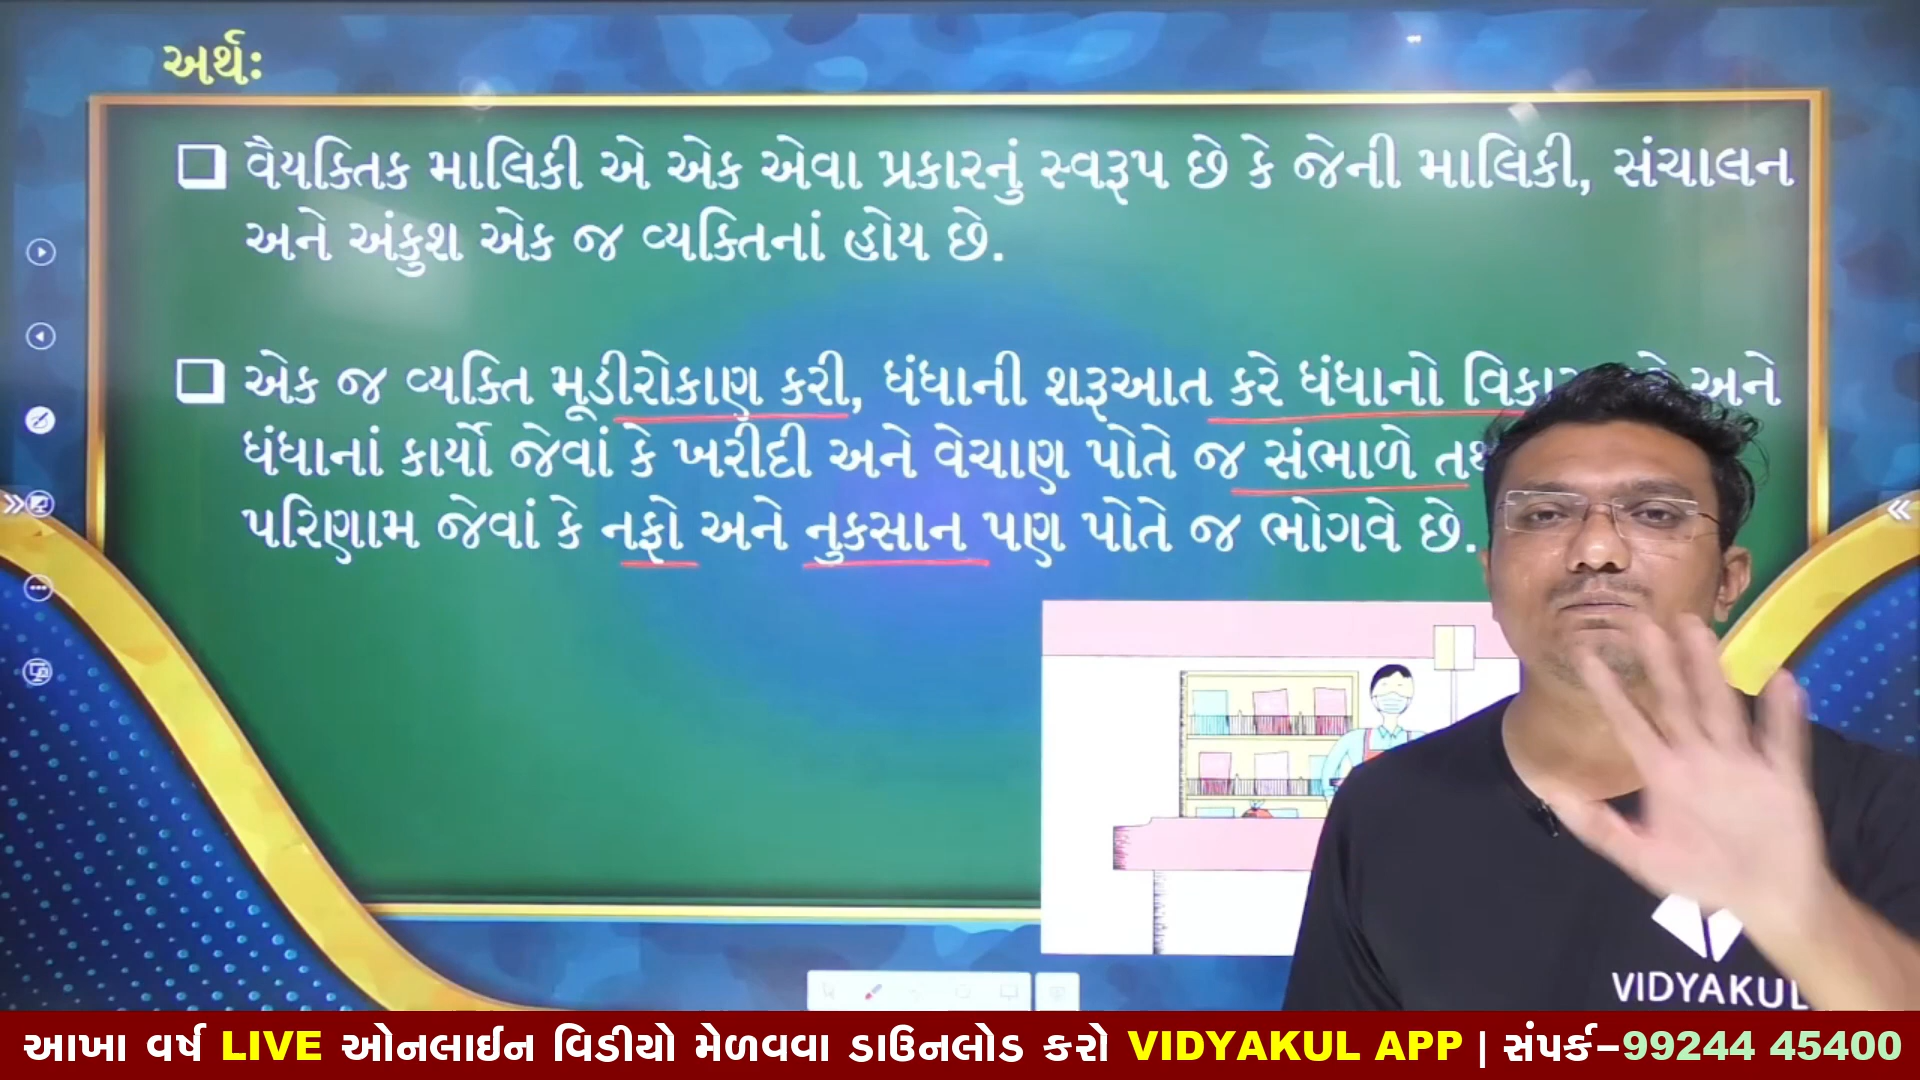 અર્થઃ
વૈયક્તિક માલિકી એ એક એવા પ્રકારનું સ્વરૂપ છે કે જેની માલિકી, સંચાલન
અને અંકુશ એક જ વ્યક્તિનાં હોય છે.
એક જ વ્યક્તિ મૂડીરોકાણ કરી, ધંધાની શરૂઆત કરે ધંધાનો અને
ધંધાનાં કાર્યો જેવાં કે ખરીદી અને વેચાણ પોતે જ સંભાળે
પરિણામ જેવાં કે નફો અને નુકસાન પણ પોતે જ ભોગવે છે.
VIDYAKUL
આખા વર્ષ LIVE ઓનલાઈન વિડીયો મેળવવા ડાઉનલોડ કરો VIDYAKUL APP | સંપર્ક-99244 45400